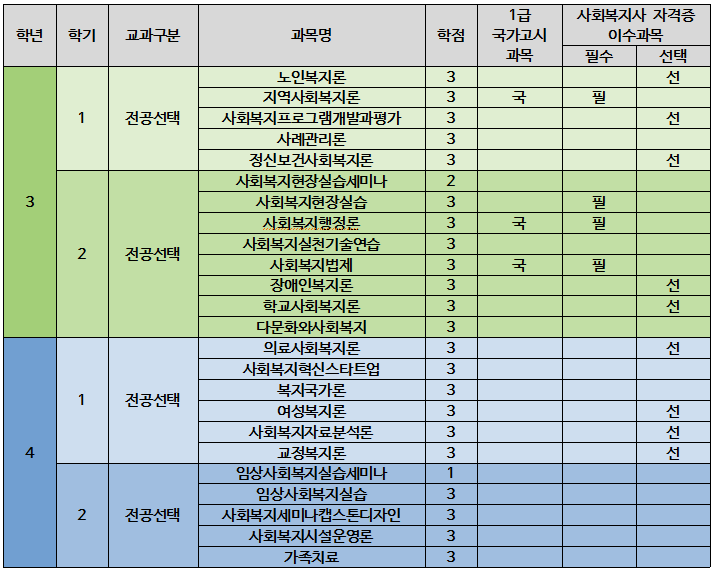 학년 학기 교과구분 과목명 학점 1급 국가고시 과목 사회복지사 자격증 이수과목
필수 선택
3 1 전공선택 노인복지론 3 선
지역사회복지론 3 국 필
사회복지프로그램개발과평가 3 선
사례관리론 3
정신보건사회복지론 3 선
2 전공선택 사회복지현장실습세미나 2
사회복지현장실습 3 필
사회복지행정론 3 국 필
사회복지실천기술연습 3
사회복지법제 3 국 필
장애인복지론 3 선
학교사회복지론 3 선
다문화와사회복지 3
4 1 전공선택 의료사회복지론 3 선
사회복지혁신스타트업 3
복지국가론 3
여성복지론 3 선
사회복지자료분석론 3 선
교정복지론 3 선
2 전공선택 임상사회복지실습세미나 1
임상사회복지실습 3
사회복지세미나캡스톤디자인 3
사회복지시설운영론 3
가족치료 3